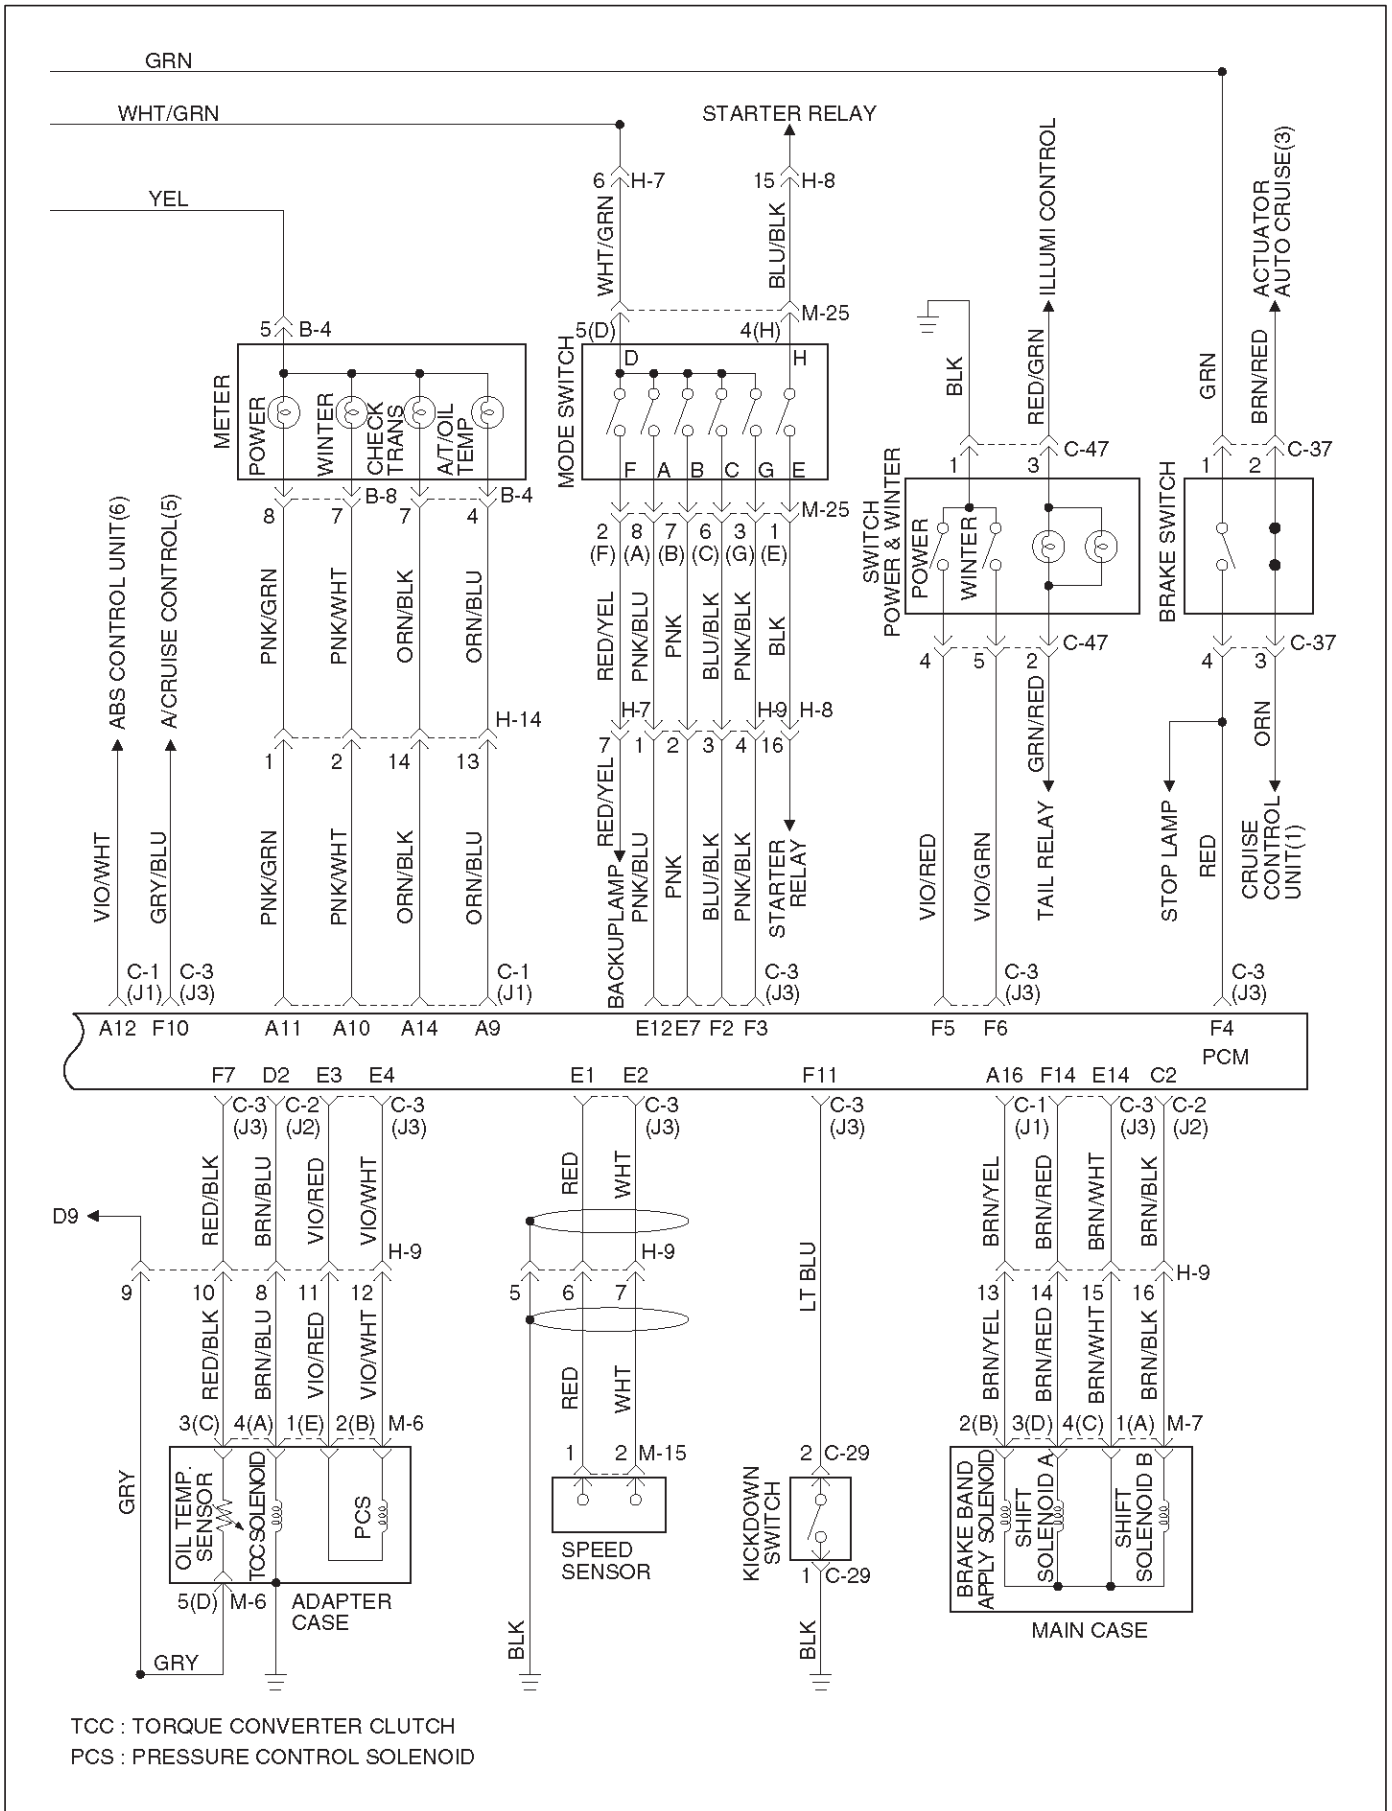 GRN
WHT/GRN
STARTER RELAY
YEL
6 H-7
15 H-8
WHT/GRN
BLU/BLK
ILLUMI CONTROL
ACTUATOR
AUTO CRUISE(3)
5 B-4
5(D)
4(H)
M-25
BLK
RED/GRN
GRN
BRN/RED
METER
POWER
WINTER
CHECK
TRANS
A/T/OIL
TEMP
MODE SWITCH
D
H
F A B C G E
1 3 C-47
1 2 C-37
SWITCH
POWER & WINTER
POWER
WINTER
BRAKE SWITCH
8 7 B-8 7 4 B-4
M-25
2 8 7 6 3 1
(F) (A) (B) (C) (G) (E)
ABS CONTROL UNIT(6)
A/CRUISE CONTROL(5)
PNK/GRN
PNK/WHT
ORN/BLK
ORN/BLU
RED/YEL
PNK/BLU
PNK
BLU/BLK
PNK/BLK
BLK
4 5 2 C-47
4 3 C-37
GRN/RED
ORN
H-14
1 2 14 13
H-7 H-9 H-8
7 1 2 3 4 16
VIO/WHT
GRY/BLU
PNK/GRN
PNK/WHT
ORN/BLK
ORN/BLU
RED/YEL
BACKUPLAMP
PNK/BLU
PNK
BLU/BLK
PNK/BLK
STARTER
RELAY
VIO/RED
VIO/GRN
TAIL RELAY
STOP LAMP
RED
CRUISE
CONTROL
UNIT(1)
C-1
(J1)
C-3
(J3)
C-1
(J1)
C-3
(J3)
C-3
(J3)
C-3
(J3)
A12 F10 A11 A10 A14 A9 E12 E7 F2 F3 F5 F6 F4
PCM
F7 D2 E3 E4 E1 E2 F11 A16 F14 E14 C2
C-3
(J3)
C-2
(J2)
C-3
(J3)
C-3
(J3)
C-3
(J3)
C-1
(J1)
C-3
(J3)
C-2
(J2)
D9
RED/BLK
BRN/BLU
VIO/RED
VIO/WHT
RED
WHT
LT BLU
BRN/YEL
BRN/RED
BRN/WHT
BRN/BLK
H-9
H-9
H-9
9 10 8 11 12
5 6 7
13 14 15 16
RED/BLK
BRN/BLU
VIO/RED
VIO/WHT
RED
WHT
BRN/YEL
BRN/RED
BRN/WHT
BRN/BLK
3(C) 4(A) 1(E) 2(B) M-6
1 2 M-15
2 C-29
2(B) 3(D) 4(C) 1(A) M-7
GRY
OIL TEMP.
SENSOR
TCC SOLENOID
PCS
SPEED
SENSOR
KICKDOWN
SWITCH
BRAKE BAND
APPLY SOLENOID
SHIFT
SOLENOID A
SHIFT
SOLENOID B
5(D) M-6
ADAPTER
CASE
1 C-29
MAIN CASE
GRY
BLK
BLK
TCC : TORQUE CONVERTER CLUTCH
PCS : PRESSURE CONTROL SOLENOID